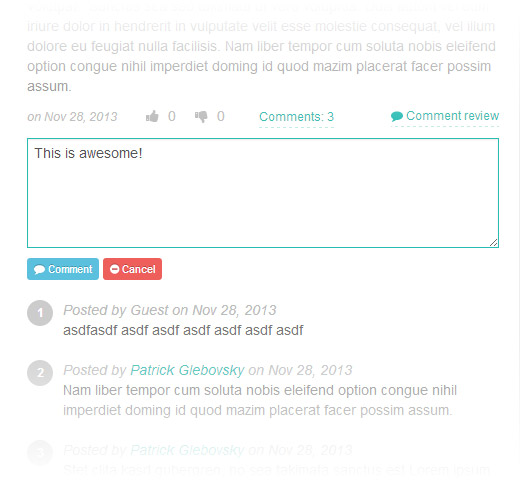 iriure dolor in hendrerit in vulputate velit esse molestie consequat, vel illum
dolore eu feugiat nulla facilisis. Nam liber tempor cum soluta nobis eleifend
option congue nihil imperdiet doming id quod mazim placerat facer possim
assum.
on Nov 28, 2013 0 0 Comments: 3 Comment review
This is awesome!
Comment Cancel
1 Posted by Guest on Nov 28, 2013
asdfasdf asdf asdf asdf asdf asdf asdf
2 Posted by Patrick Glebovsky on Nov 28, 2013
Nam liber tempor cum soluta nobis eleifend option congue nihil
imperdiet doming id quod mazim placerat facer possim assum.
3 Posted by Patrick Glebovsky on Nov 28, 2013